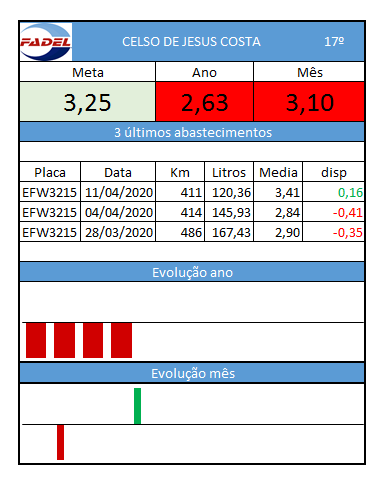 FADEL CELSO DE JESUS COSTA 17º
Meta Ano Mês
3,25 2,63 3,10
3 últimos abastecimentos
Placa Data Km Litros Media disp
EFW3215 11/04/2020 411 120,36 3,41 0,16
EFW3215 04/04/2020 414 145,93 2,84 -0,41
EFW3215 28/03/2020 486 167,43 2,90 -0,35
Evolução ano
Evolução mês